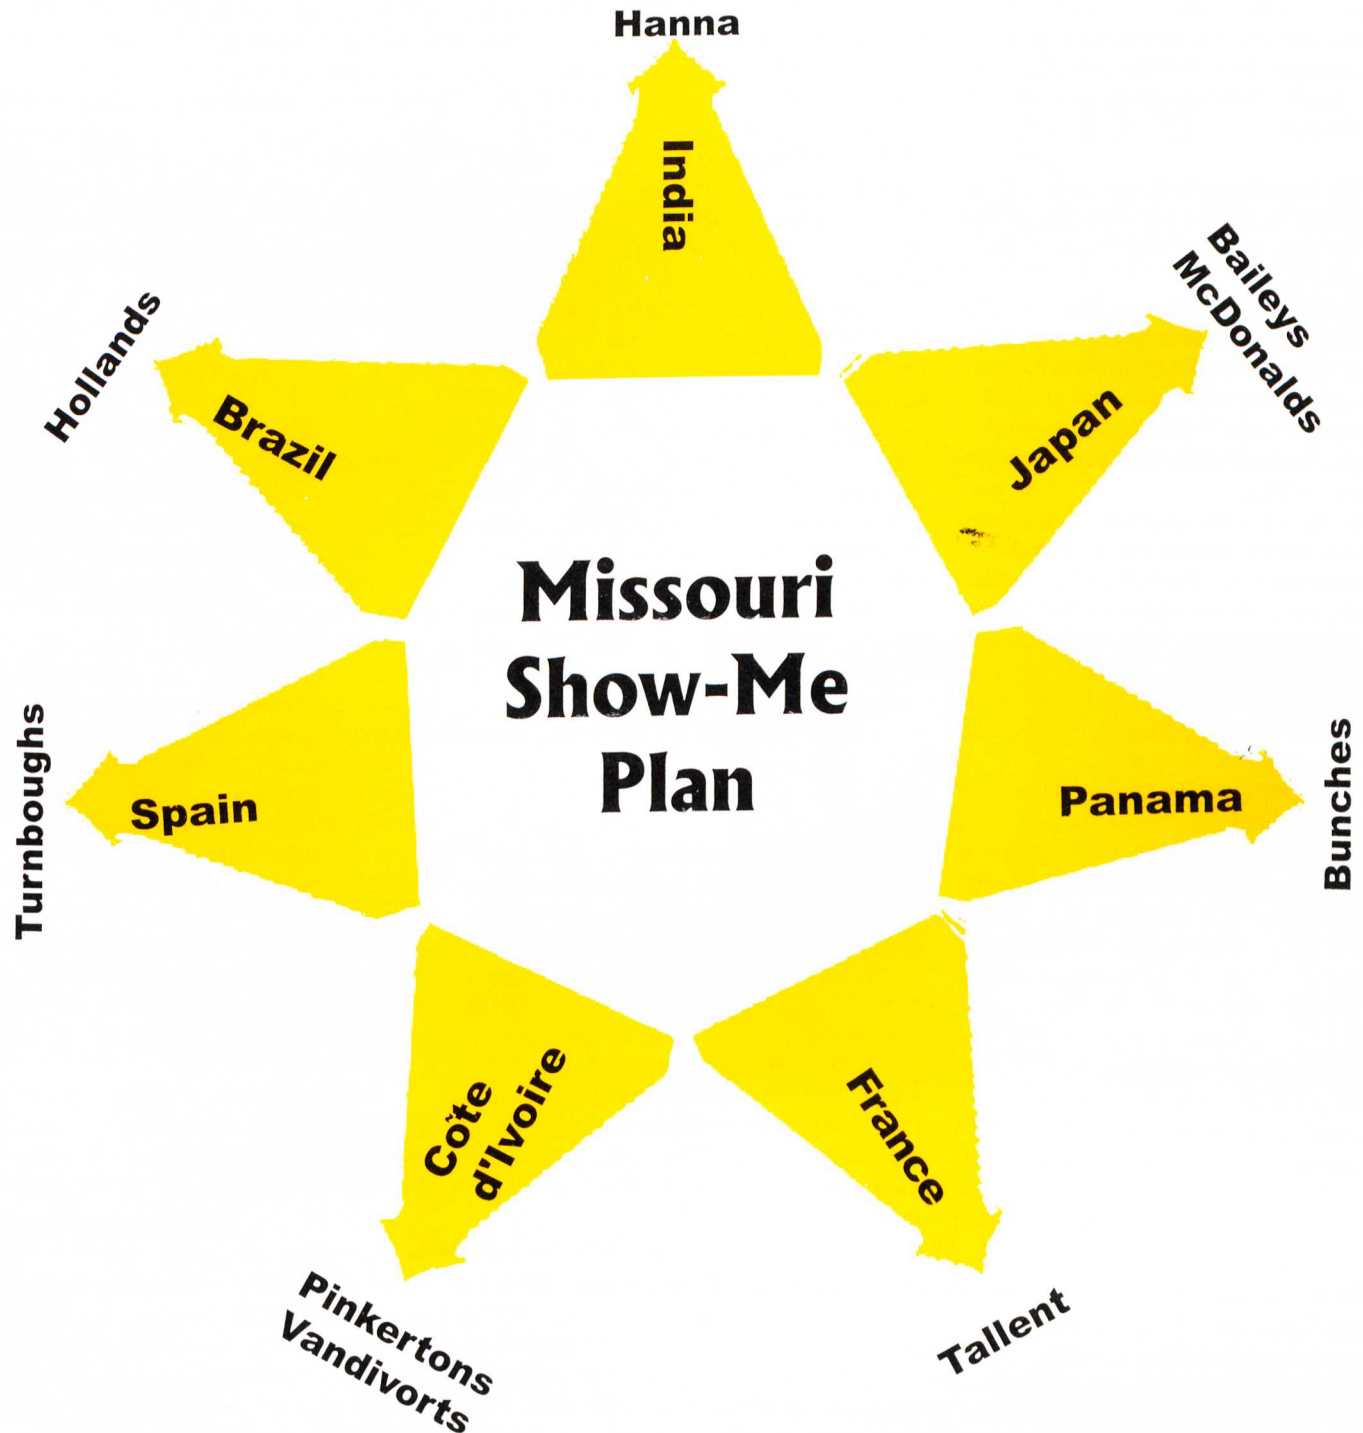 Hanna
India
Baileys
McDonalds
Japan
Hollands
Brazil
Missouri
Show-Me
Plan
Turnboughs
Spain
Panama
Bunches
Côte
d'Ivoire
France
Pinkertons
Vandivorts
Tallent